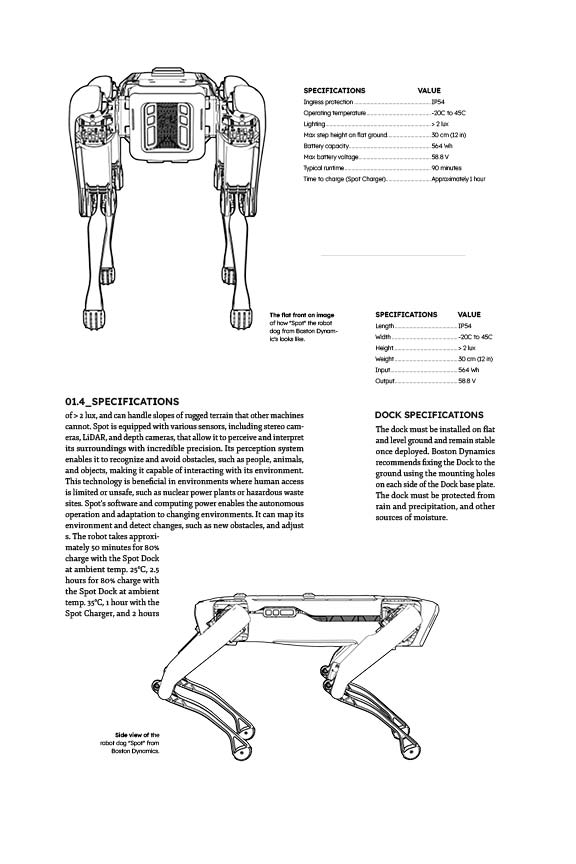 SPECIFICATIONS VALUE
Ingress protection IP54
Operating temperature -20C to 45C
Lighting > 2 lux
Max step height on flat ground 30 cm (12 in)
Battery capacity 564 Wh
Max battery voltage 58.8 V
Typical runtime 90 minutes
Time to charge (Spot Charger) Approximately 1 hour
The flat front on image
of how "Spot" the robot
dog from Boston Dynam-
ic's looks like.
SPECIFICATIONS VALUE
Length IP54
Width -20C to 45C
Height > 2 lux
Weight 30 cm (12 in)
Input 564 Wh
Output 58.8 V
01.4_SPECIFICATIONS
of > 2 lux, and can handle slopes of rugged terrain that other machines
cannot. Spot is equipped with various sensors, including stereo cam-
eras, LiDAR, and depth cameras, that allow it to perceive and interpret
its surroundings with incredible precision. Its perception system
enables it to recognize and avoid obstacles, such as people, animals,
and objects, making it capable of interacting with its environment.
This technology is beneficial in environments where human access
is limited or unsafe, such as nuclear power plants or hazardous waste
sites. Spot's software and computing power enables the autonomous
operation and adaptation to changing environments. It can map its
environment and detect changes, such as new obstacles, and adjust
s. The robot takes approxi-
mately 50 minutes for 80%
charge with the Spot Dock
at ambient temp. 25°C, 2.5
hours for 80% charge with
the Spot Dock at ambient
temp. 35°C, 1 hour with the
Spot Charger, and 2 hours
DOCK SPECIFICATIONS
The dock must be installed on flat
and level ground and remain stable
once deployed. Boston Dynamics
recommends fixing the Dock to the
ground using the mounting holes
on each side of the Dock base plate.
The dock must be protected from
rain and precipitation, and other
sources of moisture.
Side view of the
robot dog "Spot" from
Boston Dynamics.